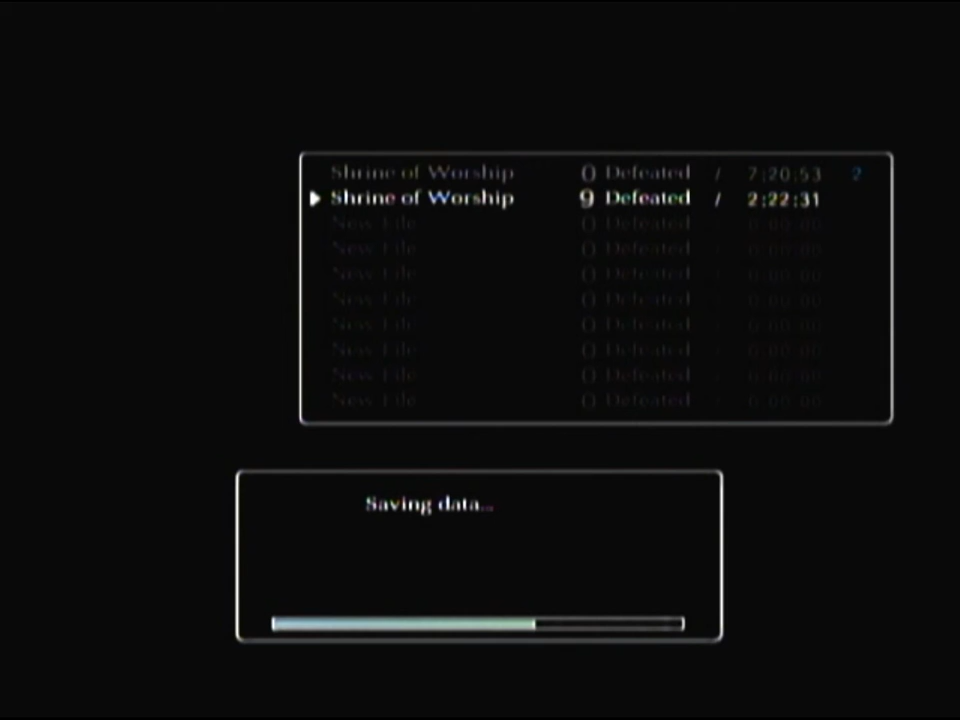 Shrine of Worship 0 Defeated / 7:20:53 2
Shrine of Worship 9 Defeated / 2:22:31
New File 0 Defeated / 0:00:00
New File 0 Defeated / 0:00:00
New File 0 Defeated / 0:00:00
New File 0 Defeated / 0:00:00
New File 0 Defeated / 0:00:00
New File 0 Defeated / 0:00:00
New File 0 Defeated / 0:00:00
New File 0 Defeated / 0:00:00
Saving data...